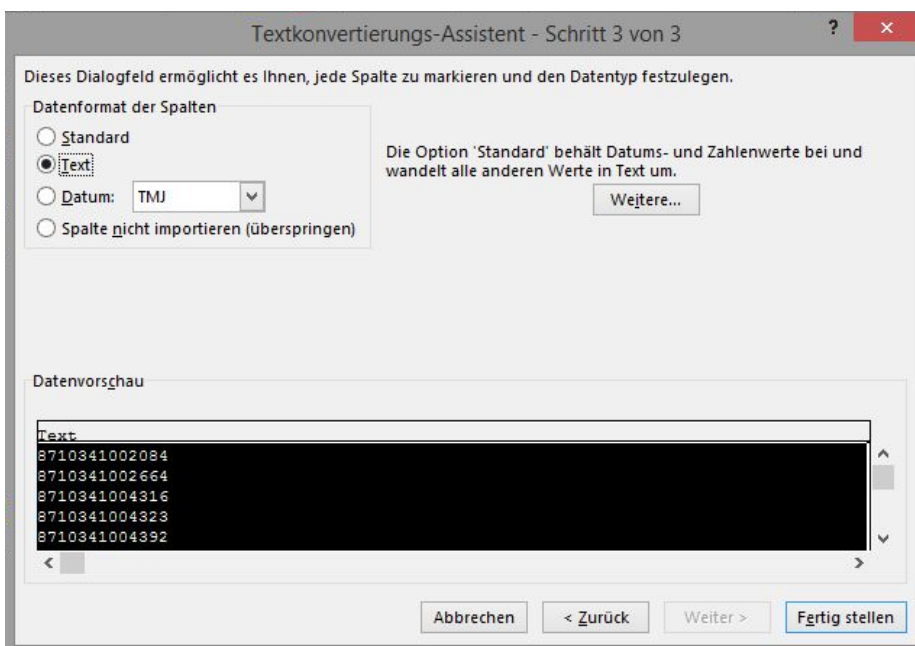 Textkonvertierungs-Assistent - Schritt 3 von 3
?
×
Dieses Dialogfeld ermöglicht es Ihnen, jede Spalte zu markieren und den Datentyp festzulegen.
Datenformat der Spalten
Standard
Text
Datum: TMJ
Spalte nicht importieren (überspringen)
Die Option 'Standard' behält Datums- und Zahlenwerte bei und
wandelt alle anderen Werte in Text um.
Weitere...
Datenvorschau
Text
8710341002084
8710341002664
8710341004316
8710341004323
8710341004392
Abbrechen
< Zurück
Weiter >
Fertig stellen